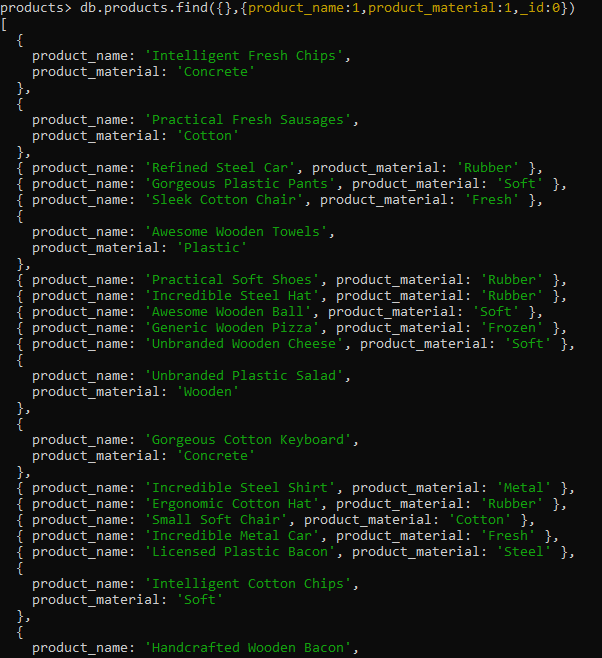 products> db.products.find({},{product_name:1,product_material:1,_id:0})
[
  {
    product_name: 'Intelligent Fresh Chips',
    product_material: 'Concrete'
  },
  {
    product_name: 'Practical Fresh Sausages',
    product_material: 'Cotton'
  },
  { product_name: 'Refined Steel Car', product_material: 'Rubber' },
  { product_name: 'Gorgeous Plastic Pants', product_material: 'Soft' },
  { product_name: 'Sleek Cotton Chair', product_material: 'Fresh' },
  {
    product_name: 'Awesome Wooden Towels',
    product_material: 'Plastic'
  },
  { product_name: 'Practical Soft Shoes', product_material: 'Rubber' },
  { product_name: 'Incredible Steel Hat', product_material: 'Rubber' },
  { product_name: 'Awesome Wooden Ball', product_material: 'Soft' },
  { product_name: 'Generic Wooden Pizza', product_material: 'Frozen' },
  { product_name: 'Unbranded Wooden Cheese', product_material: 'Soft' },
  {
    product_name: 'Unbranded Plastic Salad',
    product_material: 'Wooden'
  },
  {
    product_name: 'Gorgeous Cotton Keyboard',
    product_material: 'Concrete'
  },
  { product_name: 'Incredible Steel Shirt', product_material: 'Metal' },
  { product_name: 'Ergonomic Cotton Hat', product_material: 'Rubber' },
  { product_name: 'Small Soft Chair', product_material: 'Cotton' },
  { product_name: 'Incredible Metal Car', product_material: 'Fresh' },
  { product_name: 'Licensed Plastic Bacon', product_material: 'Steel' },
  {
    product_name: 'Intelligent Cotton Chips',
    product_material: 'Soft'
  },
  {
    product_name: 'Handcrafted Wooden Bacon',